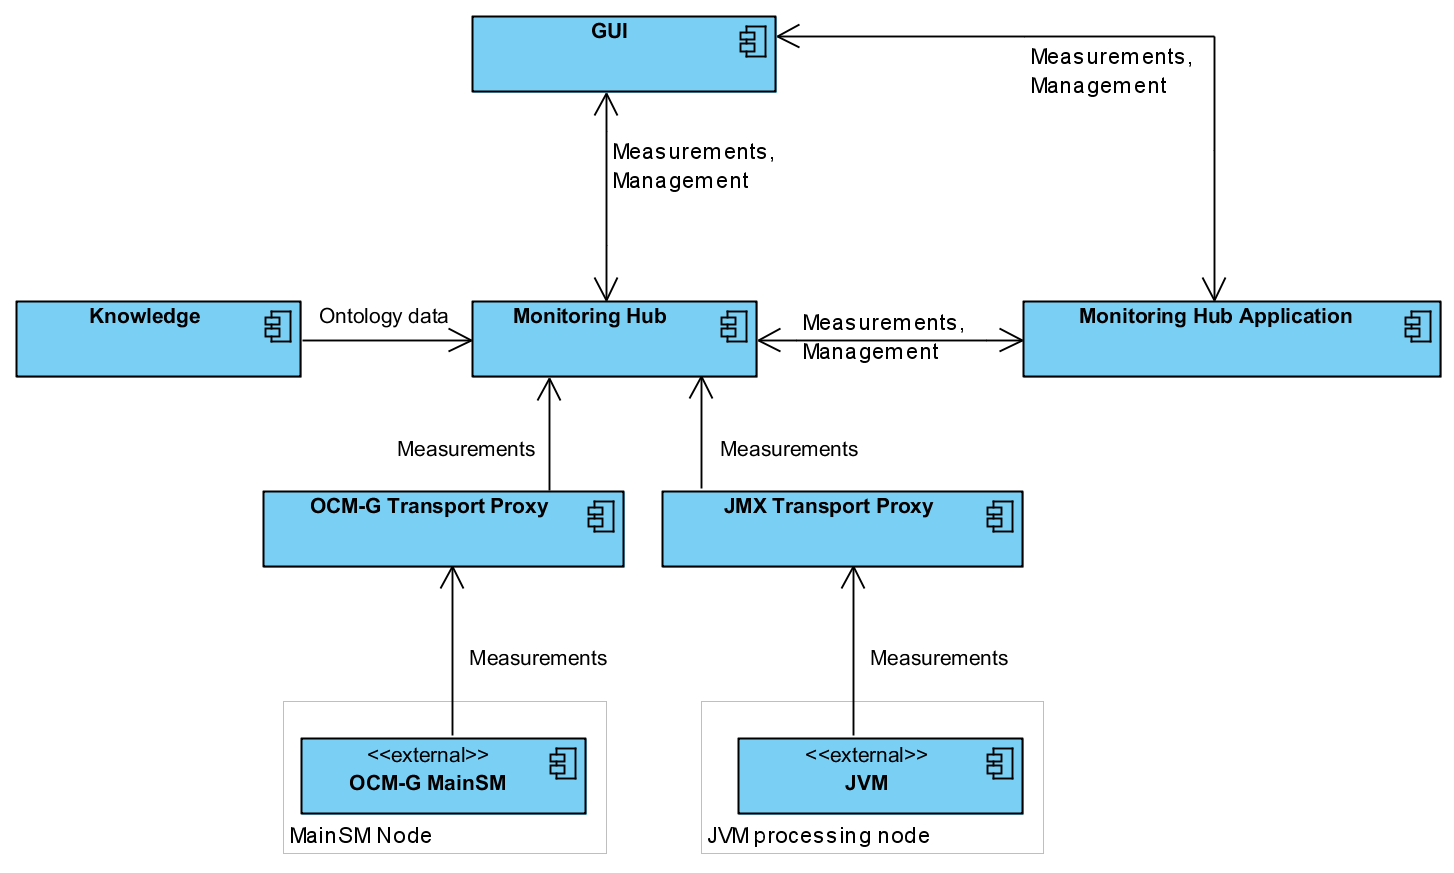 GUI
Measurements,
Management
Measurements,
Management
Knowledge
Ontology data
Monitoring Hub
Measurements,
Management
Monitoring Hub Application
Measurements
Measurements
OCM-G Transport Proxy
JMX Transport Proxy
Measurements
Measurements
<<external>>
OCM-G MainSM
MainSM Node
<<external>>
JVM
JVM processing node